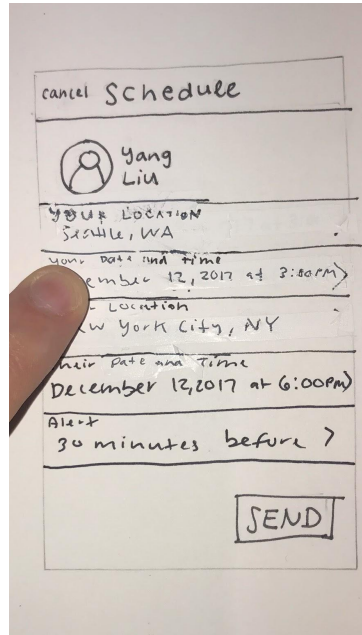 cancel Schedule
Yang
Liu
YOUR LOCATION
Seattle, WA
your Date and time
ember 12, 2017 at 3:00PM >
Location
w York City, NY
heir Date and Time
December 12, 2017 at 6:00pm >
Alert
30 minutes before >
SEND